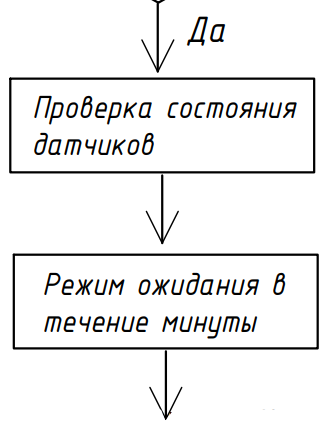 Да
Проверка состояния
датчиков
Режим ожидания в
течение минуты